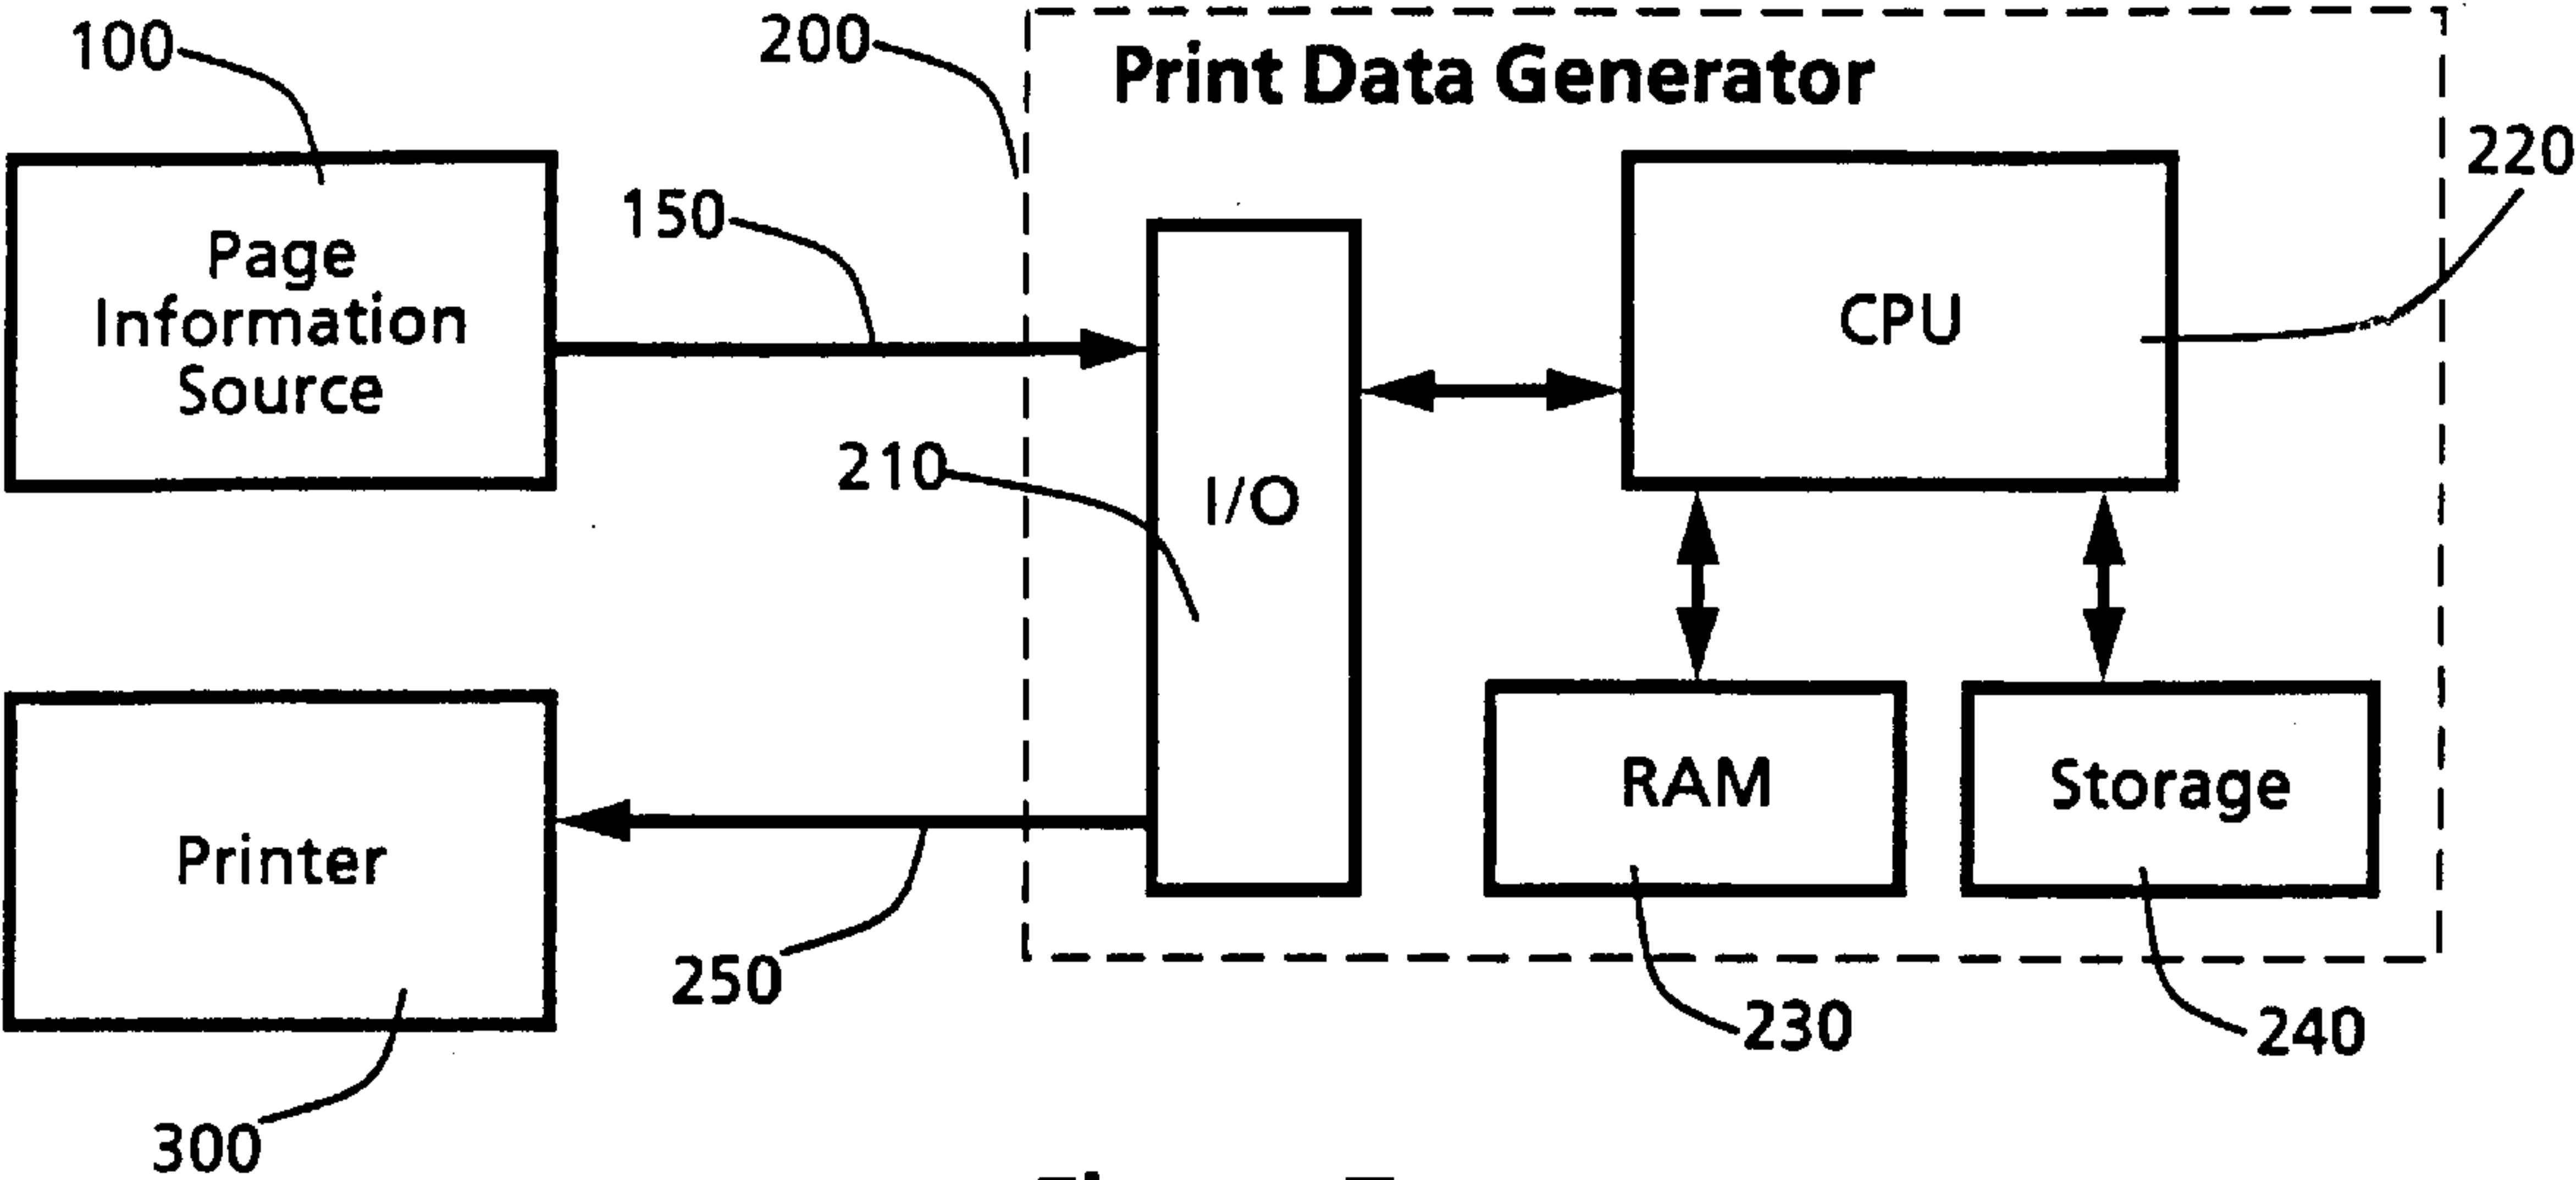 100
200
Print Data Generator
220
150
Page
Information
Source
CPU
210
I/O
RAM
Storage
Printer
250
230
240
300